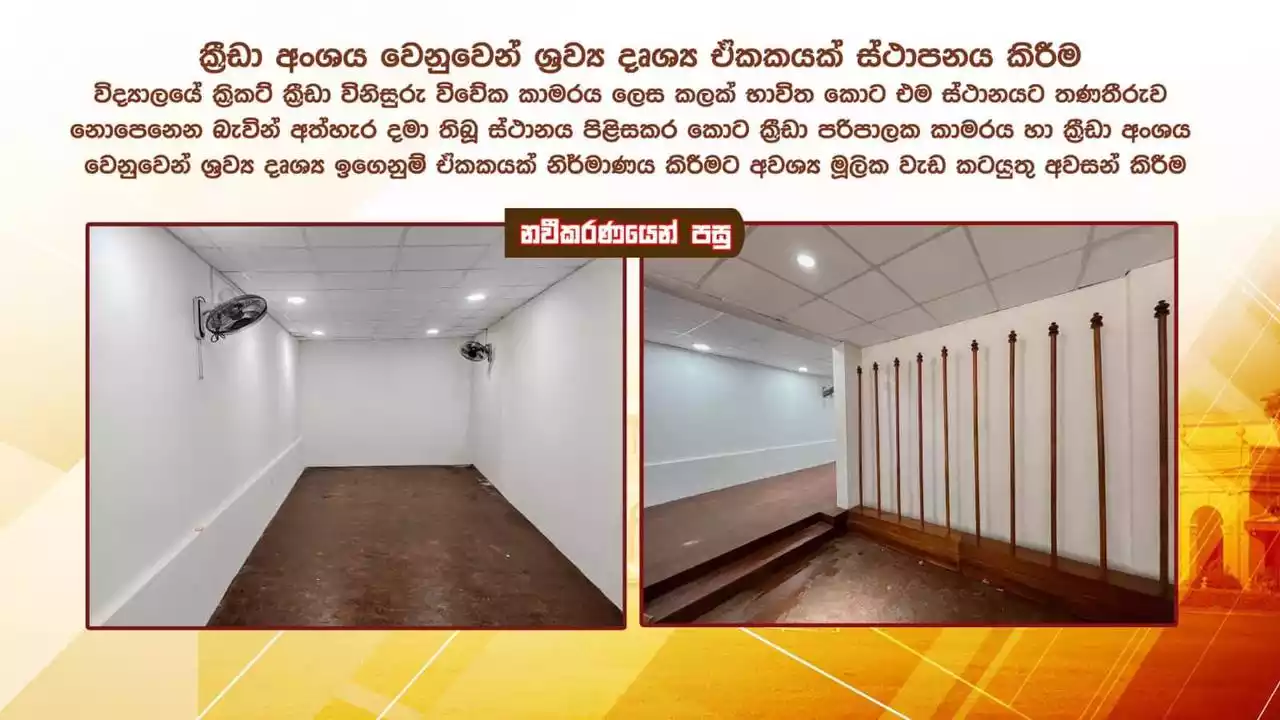 ක්‍රීඩා අංශය වෙනුවෙන් ශ්‍රව්‍ය දෘශ්‍ය ඒකකයක් ස්ථාපනය කිරීම
විද්‍යාලයේ ක්‍රිකට් ක්‍රීඩා විනිසුරු විවේක කාමරය ලෙස කලක් භාවිත කොට එම ස්ථානයට තණතීරුව
නොපෙනෙන බැවින් අත්හැර දමා තිබූ ස්ථානය පිළිසකර කොට ක්‍රීඩා පරිපාලක කාමරය හා ක්‍රීඩා අංශය
වෙනුවෙන් ශ්‍රව්‍ය දෘශ්‍ය ඉගෙනුම් ඒකකයක් නිර්මාණය කිරීමට අවශ්‍ය මූලික වැඩ කටයුතු අවසන් කිරීම
නවීකරණයෙන් පසු